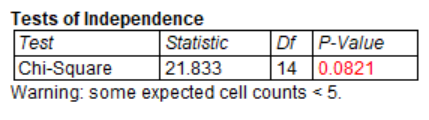 Tests of Independence
Test Statistic Df P-Value
Chi-Square 21.833 14 0.0821
Warning: some expected cell counts < 5.